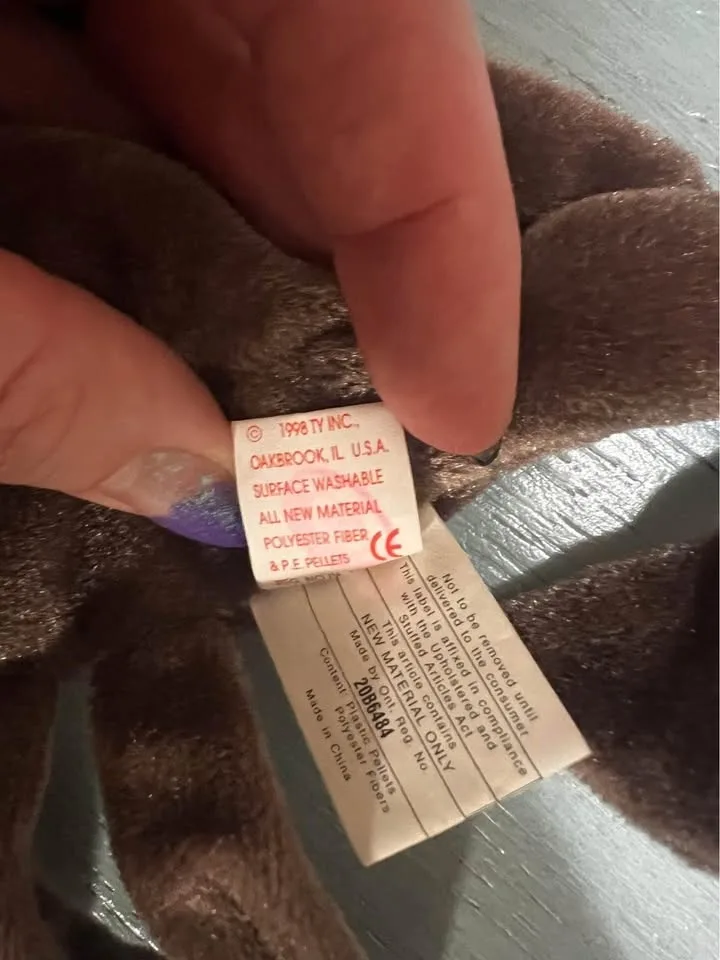 © 1998 TY INC.,
OAKBROOK, IL U.S.A.
SURFACE WASHABLE
ALL NEW MATERIAL
POLYESTER FIBER
& P.E. PELLETS
CE
Not to be removed until
delivered to the consumer
This label is affixed in compliance
with the Upholstered and
Stuffed Articles Act
This article contains
NEW MATERIAL ONLY
Made by Ont. Reg. No.
20B6484
Content: Plastic Pellets
Polyester Fibers
Made in China